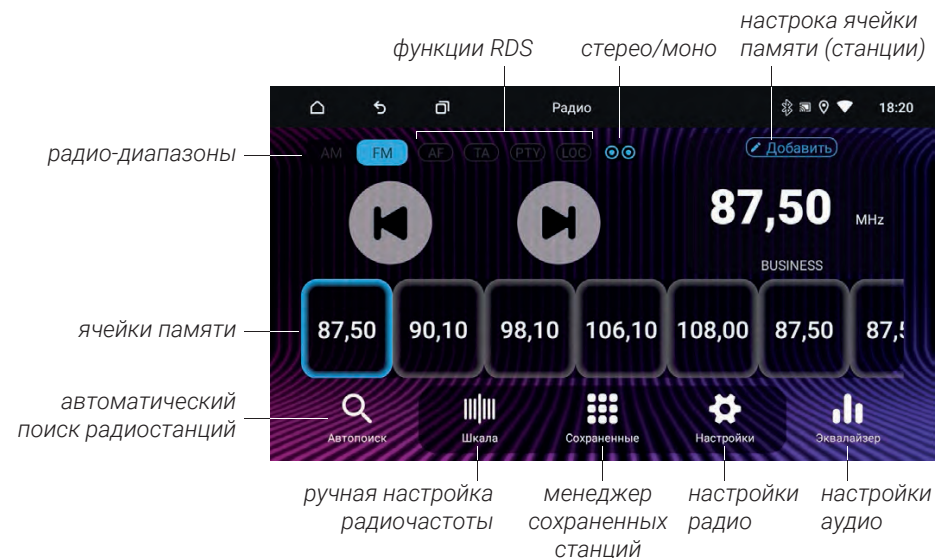 настрока ячейки
функции RDS стерео/моно памяти (станции)
Радио 18:20
радио-диапазоны AM FM AF TA PTY LOC Добавить
87,50 MHz
BUSINESS
ячейки памяти 87,50 90,10 98,10 106,10 108,00 87,50 87,5
автоматический
поиск радиостанций
Автопоиск Шкала Сохраненные Настройки Эквалайзер
ручная настройка менеджер настройки настройки
радиочастоты сохраненных радио аудио
станций